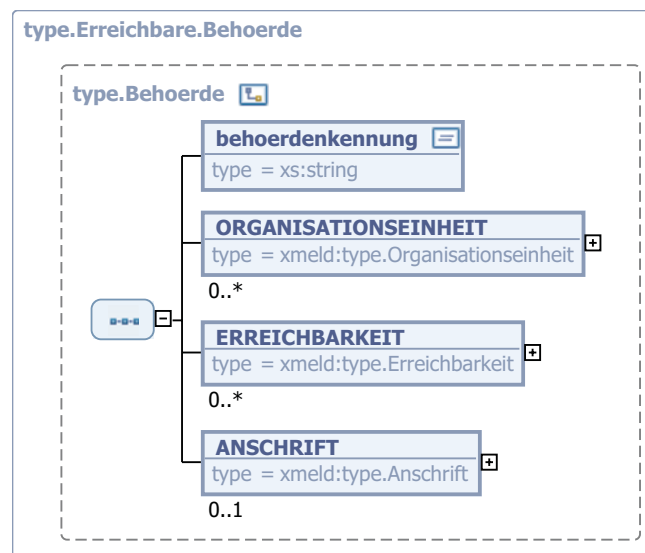 type.Erreichbare.Behoerde
type.Behoerde
behoerdenkennung
type = xs:string
ORGANISATIONSEINHEIT
type = xmeld:type.Organisationseinheit
0..*
ERREICHBARKEIT
type = xmeld:type.Erreichbarkeit
0..*
ANSCHRIFT
type = xmeld:type.Anschrift
0..1